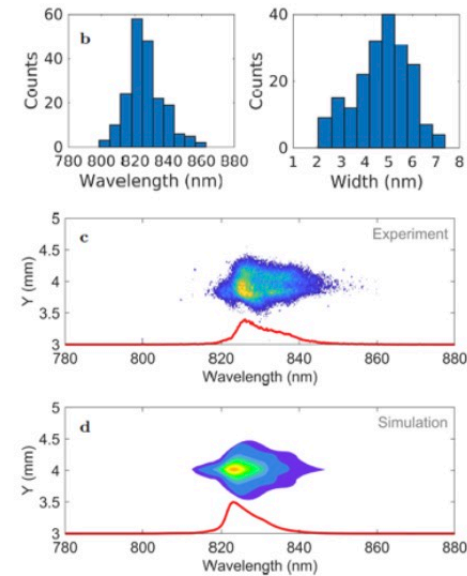 b
60
40
20
0
Counts
780 800 820 840 860 880
Wavelength (nm)
40
20
0
Counts
1 2 3 4 5 6 7 8
Width (nm)
c
Experiment
5
4.5
4
3.5
3
Y (mm)
780 800 820 840 860 880
Wavelength (nm)
d
Simulation
5
4.5
4
3.5
3
Y (mm)
780 800 820 840 860 880
Wavelength (nm)